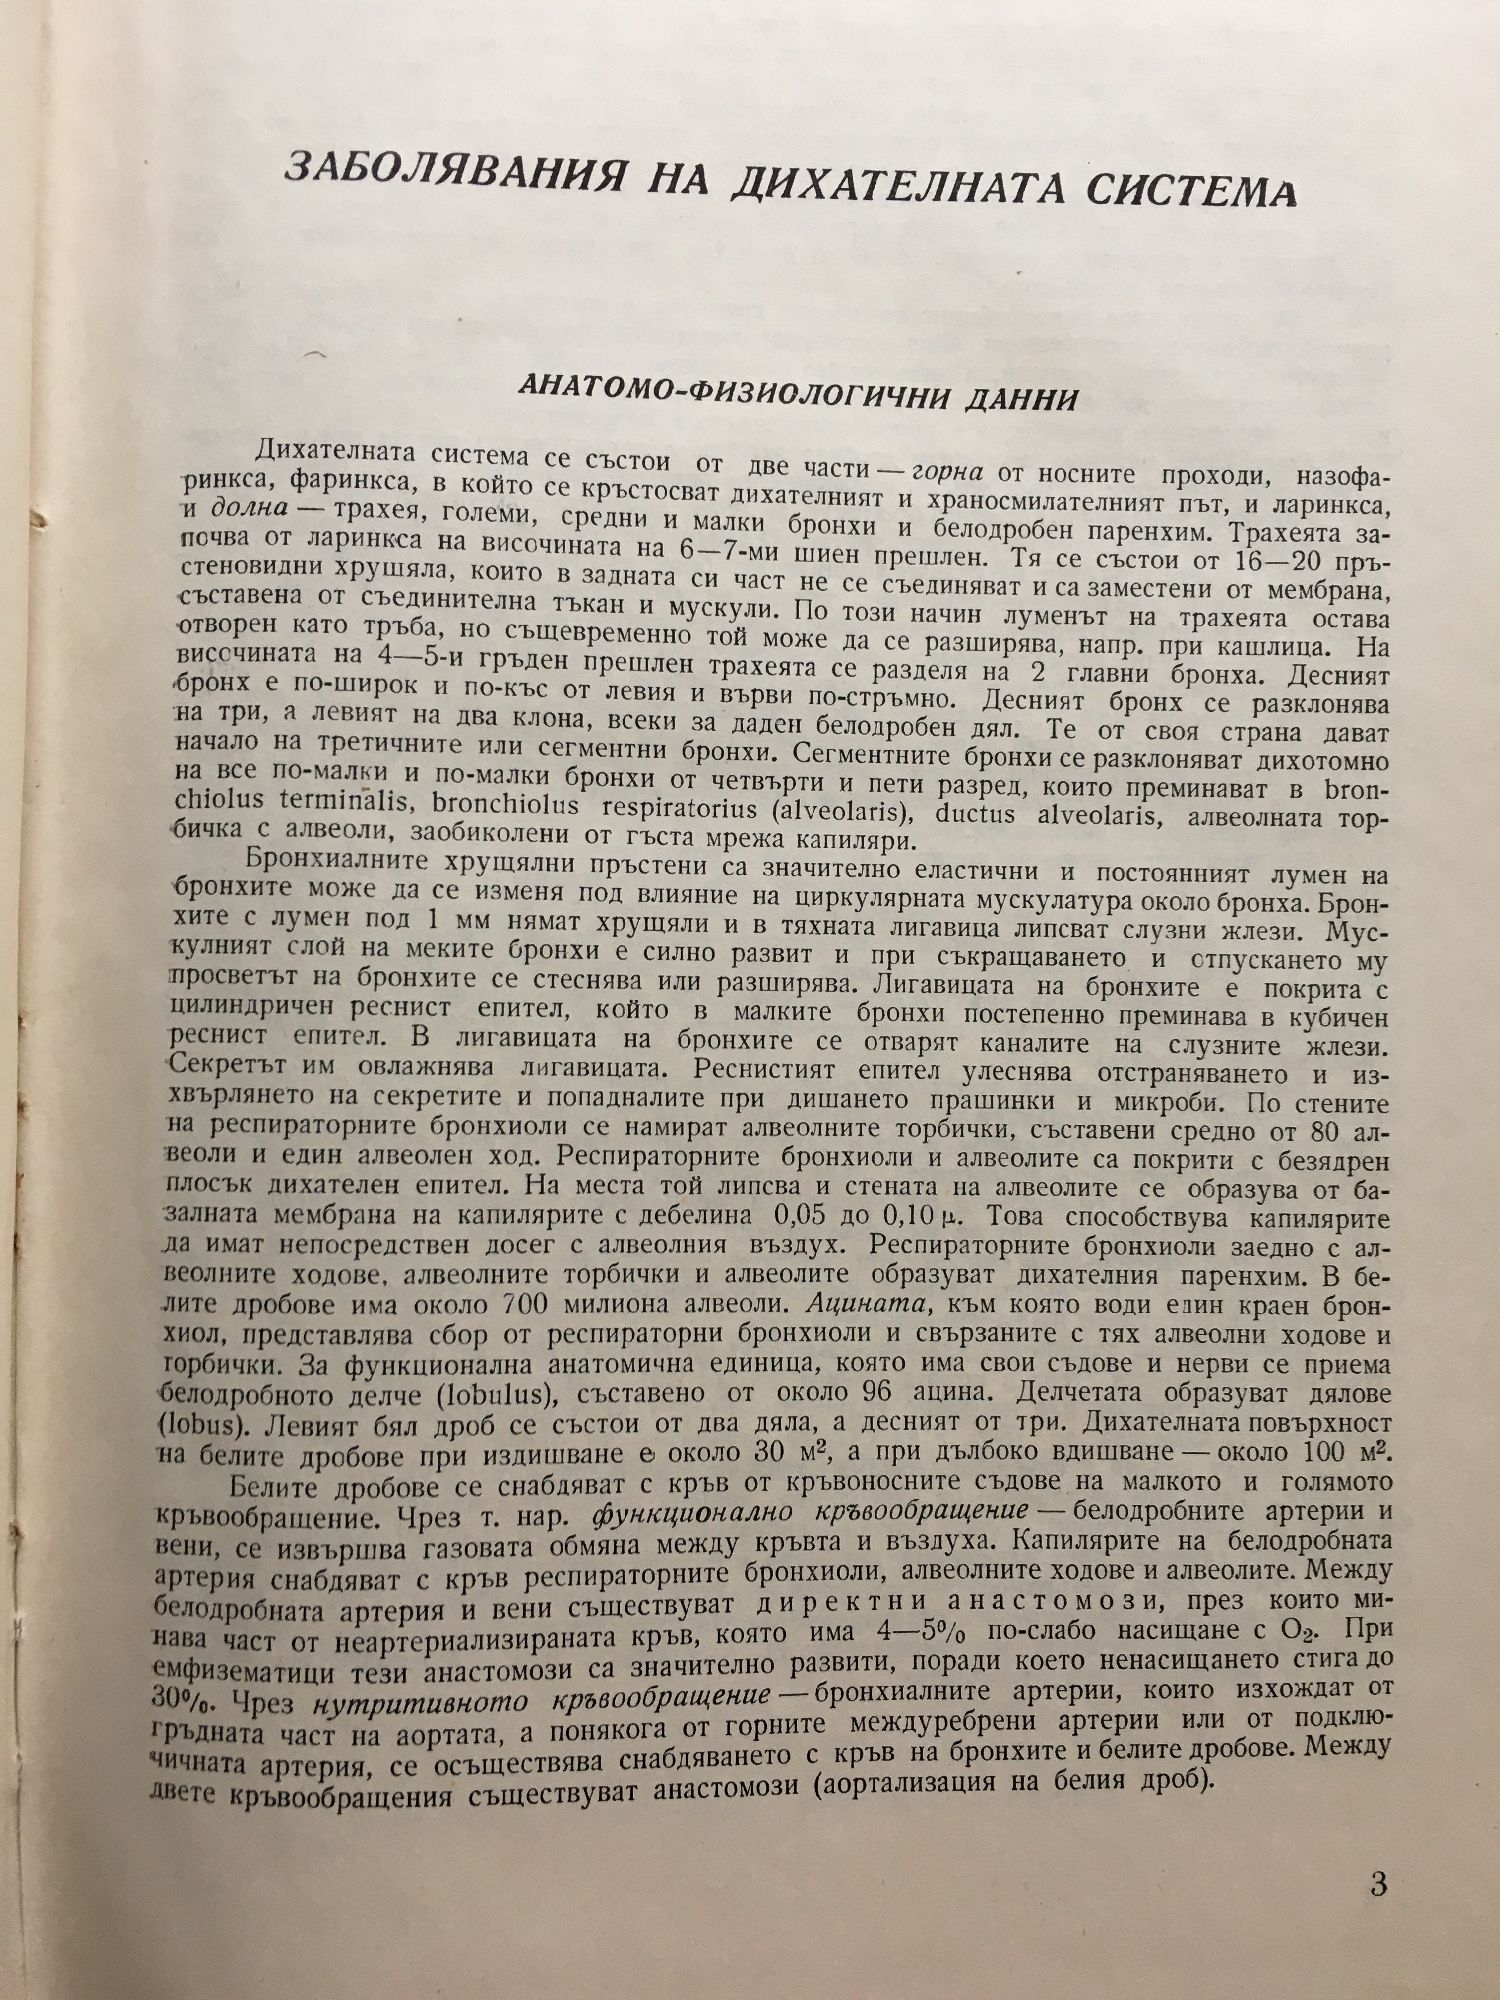 ЗАБОЛЯВАНИЯ НА ДИХАТЕЛНАТА СИСТЕМА
АНАТОМО-ФИЗИОЛОГИЧНИ ДАННИ
Дихателната система се състои от две части — горна от носните проходи, назофа-
ринкса, фаринкса, в който се кръстосват дихателният и храносмилателният път, и ларинкса,
и долна — трахея, големи, средни и малки бронхи и белодробен паренхим. Трахеята за-
почва от ларинкса на височината на 6—7-ми шиен прешлен. Тя се състои от 16—20 пръ-
стеновидни хрушяла, които в задната си част не се съединяват и са заместени от мембрана,
съставена от съединителна тъкан и мускули. По този начин луменът на трахеята остава
отворен като тръба, но същевременно той може да се разширява, напр. при кашлица. На
височината на 4—5-и гръден прешлен трахеята се разделя на 2 главни бронха. Десният
бронх е по-широк и по-къс от левия и върви по-стръмно. Десният бронх се разклонява
на три, а левият на два клона, всеки за даден белодробен дял. Те от своя страна дават
начало на третичните или сегментни бронхи. Сегментните бронхи се разклоняват дихотомно
на все по-малки и по-малки бронхи от четвърти и пети разред, които преминават в bron-
chiolus terminalis, bronchiolus respiratorius (alveolaris), ductus alveolaris, алвеолната тор-
бичка с алвеоли, заобиколени от гъста мрежа капиляри.
Бронхиалните хрущялни пръстени са значително еластични и постоянният лумен на
бронхите може да се изменя под влияние на циркулярната мускулатура около бронха. Брон-
хите с лумен под 1 мм нямат хрущяли и в тяхната лигавица липсват слузни жлези. Мус-
кулният слой на меките бронхи е силно развит и при съкращаването и отпускането му
просветът на бронхите се стеснява или разширява. Лигавицата на бронхите е покрита с
цилиндричен реснист епител, който в малките бронхи постепенно преминава в кубичен
реснист епител. В лигавицата на бронхите се отварят каналите на слузните жлези.
Секретът им овлажнява лигавицата. Реснистият епител улеснява отстраняването и из-
хвърлянето на секретите и попадналите при дишането прашинки и микроби. По стените
на респираторните бронхиоли се намират алвеолните торбички, съставени средно от 80 ал-
веоли и един алвеолен ход. Респираторните бронхиоли и алвеолите са покрити с безядрен
плосък дихателен епител. На места той липсва и стената на алвеолите се образува от ба-
залната мембрана на капилярите с дебелина 0,05 до 0,10 μ. Това способствува капилярите
да имат непосредствен досег с алвеолния въздух. Респираторните бронхиоли заедно с ал-
веолните ходове, алвеолните торбички и алвеолите образуват дихателния паренхим. В бе-
лите дробове има около 700 милиона алвеоли. Ацината, към която води един краен брон-
хиол, представлява сбор от респираторни бронхиоли и свързаните с тях алвеолни ходове и
торбички. За функционална анатомична единица, която има свои съдове и нерви се приема
белодробното делче (lobulus), съставено от около 96 ацина. Делчетата образуват дялове
(lobus). Левият бял дроб се състои от два дяла, а десният от три. Дихателната повърхност
на белите дробове при издишване е около 30 м², а при дълбоко вдишване — около 100 м².
Белите дробове се снабдяват с кръв от кръвоносните съдове на малкото и голямото
кръвообращение. Чрез т. нар. функционално кръвообращение — белодробните артерии и
вени, се извършва газовата обмяна между кръвта и въздуха. Капилярите на белодробната
артерия снабдяват с кръв респираторните бронхиоли, алвеолните ходове и алвеолите. Между
белодробната артерия и вени съществуват директни анастомози, през които ми-
нава част от неартериализираната кръв, която има 4—5% по-слабо насищане с O₂. При
емфизематици тези анастомози са значително развити, поради което ненасищането стига до
30%. Чрез нутритивното кръвообращение — бронхиалните артерии, които изхождат от
гръдната част на аортата, а понякога от горните междуребрени артерии или от подклю-
чичната артерия, се осъществява снабдяването с кръв на бронхите и белите дробове. Между
двете кръвообращения съществуват анастомози (аортализация на белия дроб).
3